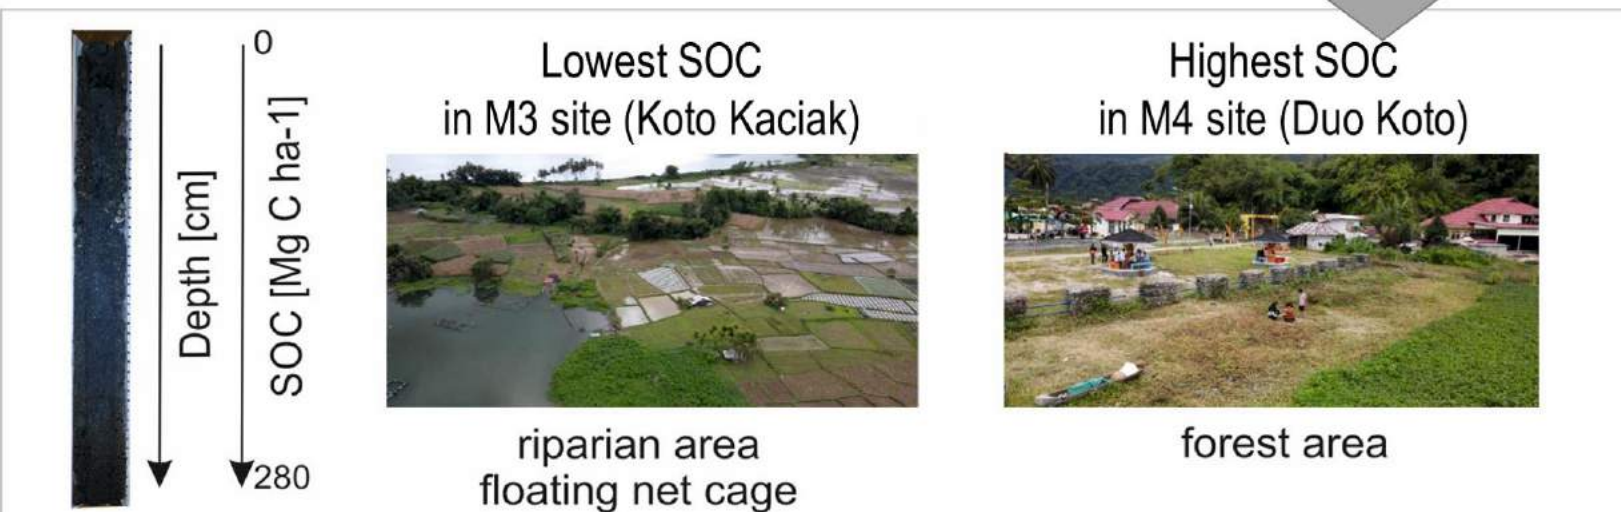 0
Depth [cm]
SOC [Mg C ha-1]
280
Lowest SOC
in M3 site (Koto Kaciak)
riparian area
floating net cage
Highest SOC
in M4 site (Duo Koto)
forest area